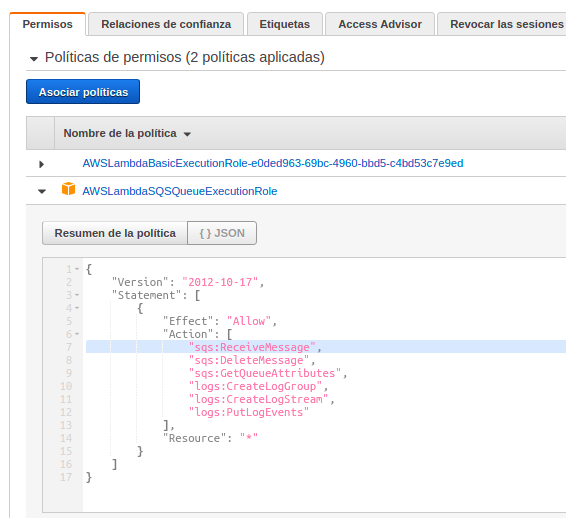 Permisos Relaciones de confianza Etiquetas Access Advisor Revocar las sesiones
Políticas de permisos (2 políticas aplicadas)
Asociar políticas
Nombre de la política
AWSLambdaBasicExecutionRole-e0ded963-69bc-4960-bbd5-c4bd53c7e9ed
AWSLambdaSQSQueueExecutionRole
Resumen de la política { } JSON
1 {
2 "Version": "2012-10-17",
3 "Statement": [
4 {
5 "Effect": "Allow",
6 "Action": [
7 "sqs:ReceiveMessage",
8 "sqs:DeleteMessage",
9 "sqs:GetQueueAttributes",
10 "logs:CreateLogGroup",
11 "logs:CreateLogStream",
12 "logs:PutLogEvents"
13 ],
14 "Resource": "*"
15 }
16 ]
17 }